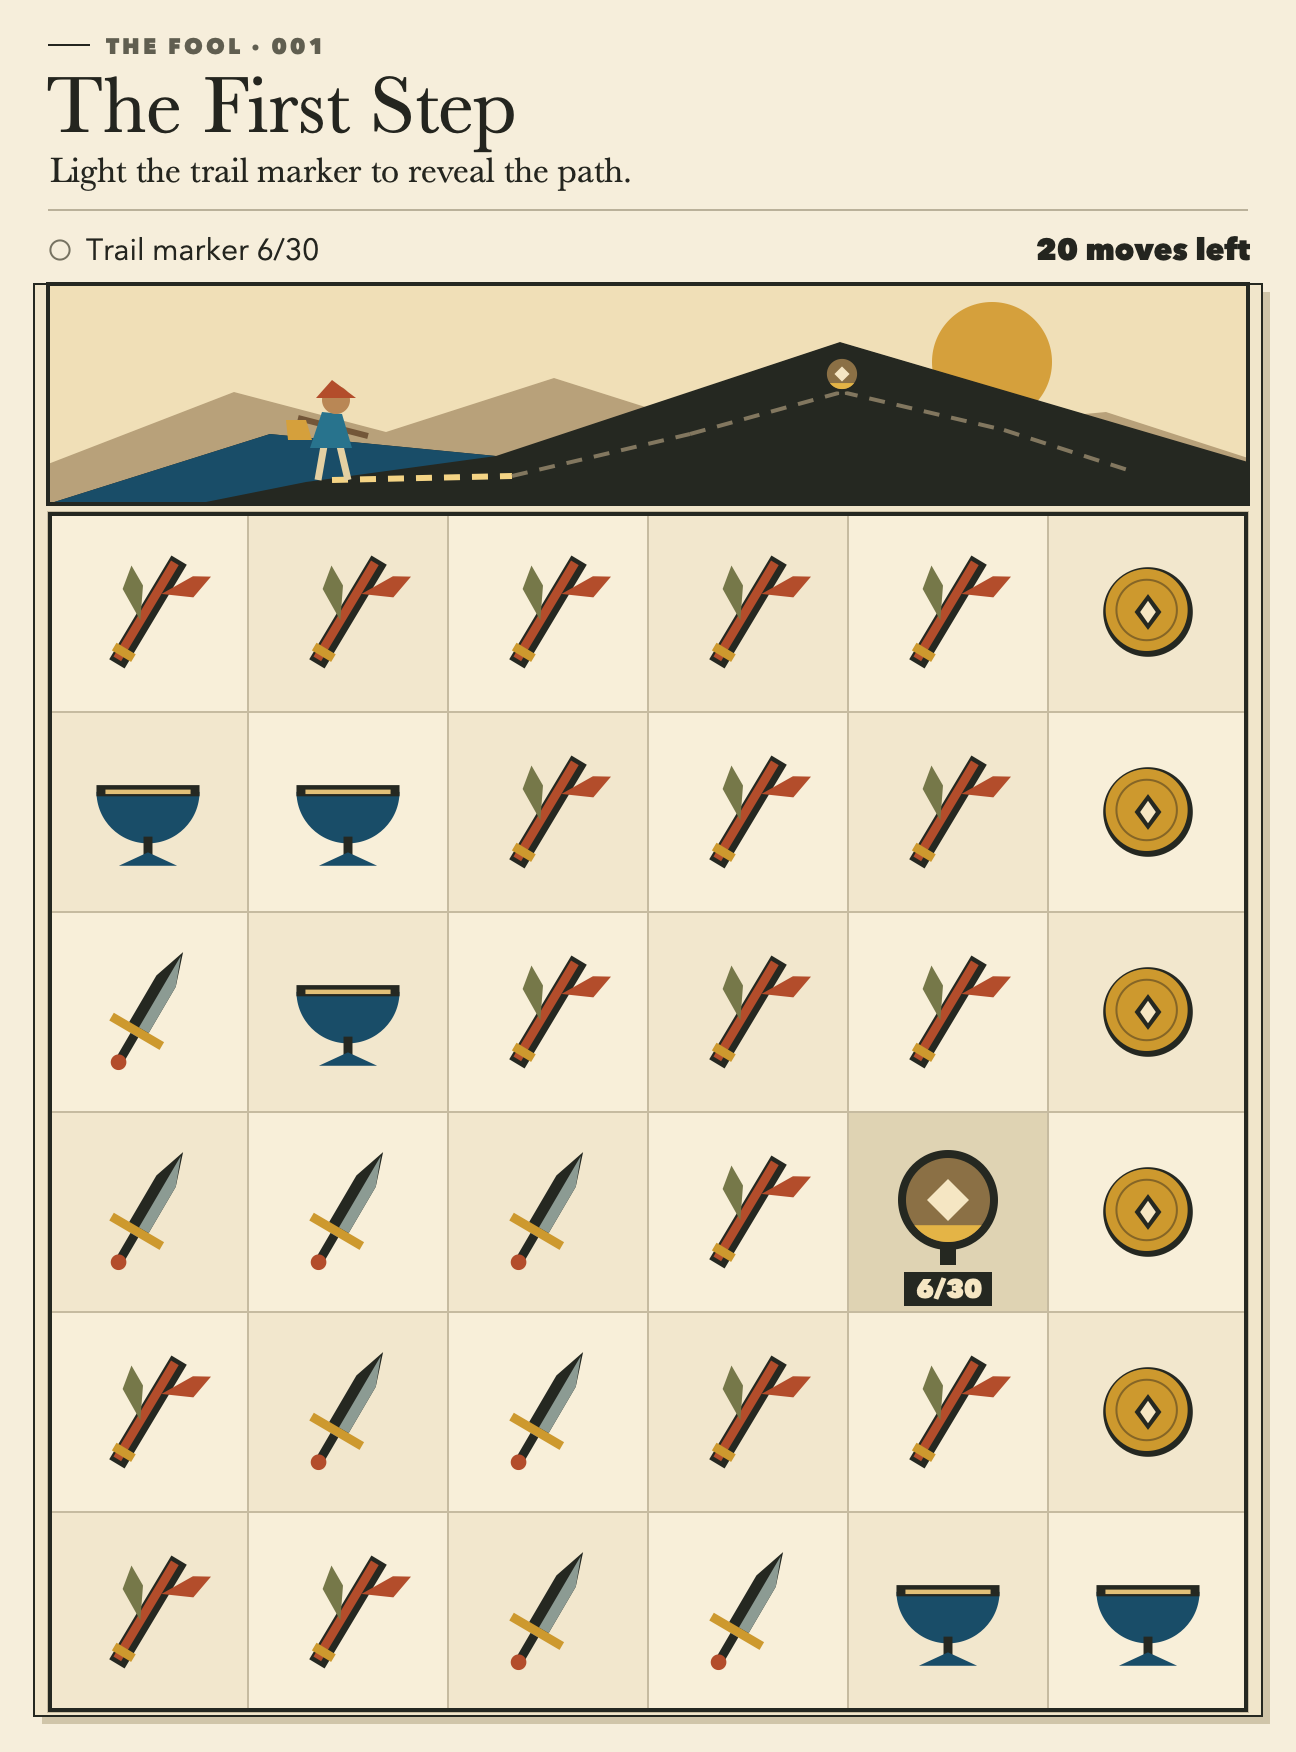 THE FOOL • 001
The First Step
Light the trail marker to reveal the path.
Trail marker 6/30
20 moves left
6/30